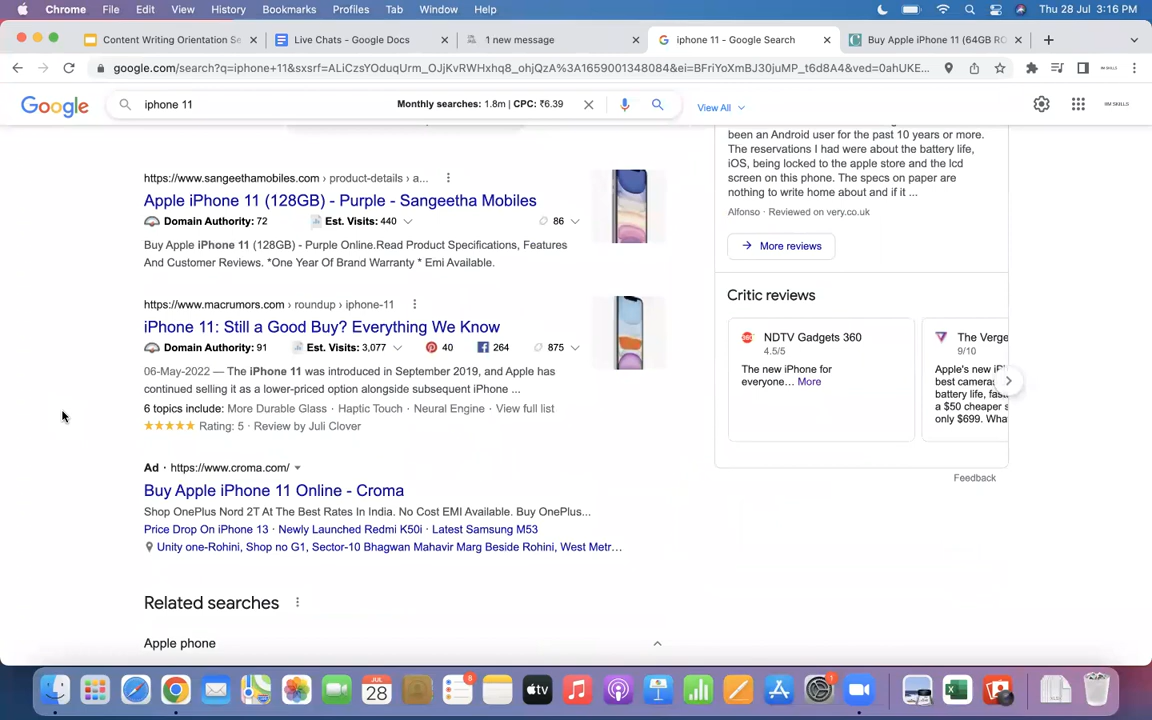 Chrome File Edit View History Bookmarks Profiles Tab Window Help
Thu 28 Jul 3:16 PM
Content Writing Orientation Se
Live Chats - Google Docs
1 new message
iphone 11 - Google Search
Buy Apple iPhone 11 (64GB RO
google.com/search?q=iphone+11&sxsrf=ALiCzsYOduqUrm_OJjKvRWHxhq8_ohjQzA%3A1659001348084&ei=BFriYoXmBJ30juMP_t6d8A4&ved=0ahUKE...
Google
iphone 11
Monthly searches: 1.8m | CPC: ₹6.39
View All
IIM SKILLS
https://www.sangeethamobiles.com › product-details › a...
Apple iPhone 11 (128GB) - Purple - Sangeetha Mobiles
Domain Authority: 72 Est. Visits: 440 86
Buy Apple iPhone 11 (128GB) - Purple Online.Read Product Specifications, Features
And Customer Reviews. *One Year Of Brand Warranty * Emi Available.
https://www.macrumors.com › roundup › iphone-11
iPhone 11: Still a Good Buy? Everything We Know
Domain Authority: 91 Est. Visits: 3,077 40 264 875
06-May-2022 — The iPhone 11 was introduced in September 2019, and Apple has
continued selling it as a lower-priced option alongside subsequent iPhone ...
6 topics include: More Durable Glass · Haptic Touch · Neural Engine · View full list
Rating: 5 · Review by Juli Clover
Ad · https://www.croma.com/
Buy Apple iPhone 11 Online - Croma
Shop OnePlus Nord 2T At The Best Rates In India. No Cost EMI Available. Buy OnePlus...
Price Drop On iPhone 13 · Newly Launched Redmi K50i · Latest Samsung M53
Unity one-Rohini, Shop no G1, Sector-10 Bhagwan Mahavir Marg Beside Rohini, West Metr...
Related searches
Apple phone
been an Android user for the past 10 years or more.
The reservations I had were about the battery life,
iOS, being locked to the apple store and the lcd
screen on this phone. The specs on paper are
nothing to write home about and if it ...
Alfonso · Reviewed on very.co.uk
More reviews
Critic reviews
NDTV Gadgets 360
4.5/5
The new iPhone for
everyone... More
The Verge
9/10
Apple's new iP
best cameras
battery life, fas
a $50 cheaper s
only $699. Wha
Feedback
JUL
28
tv